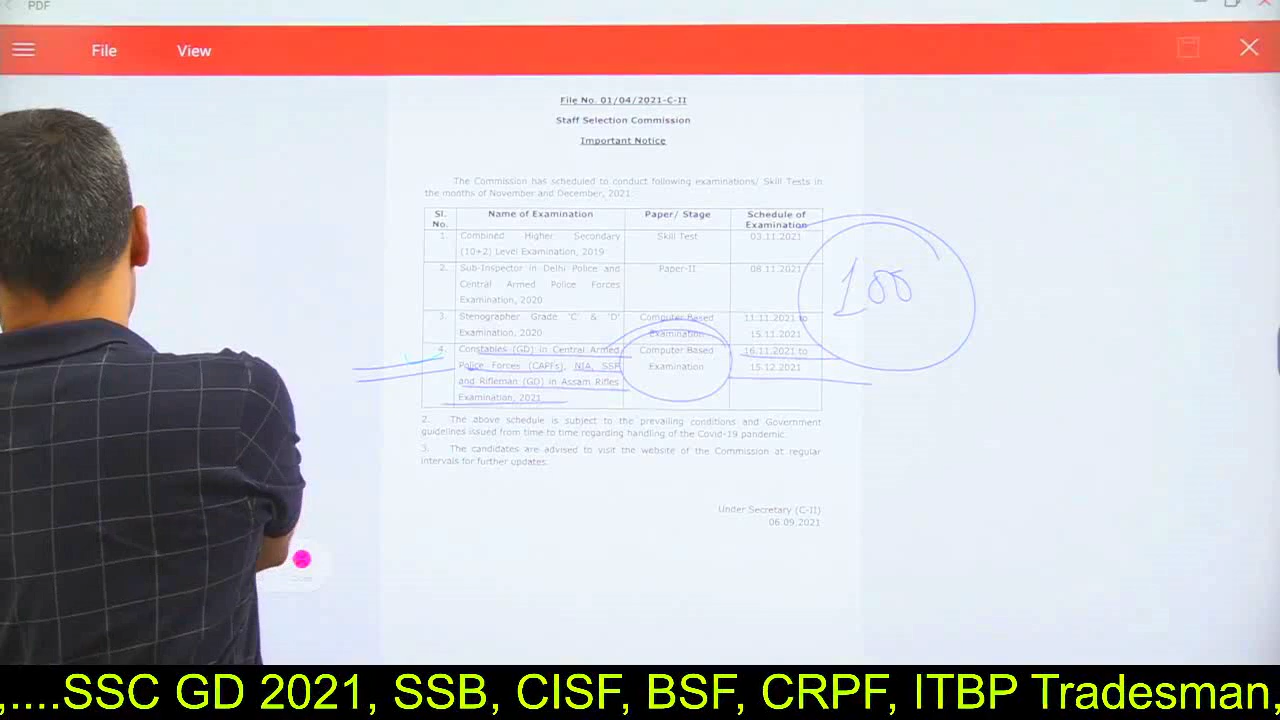 PDF
File View
File No. 01/04/2021-C-II
Staff Selection Commission
Important Notice
The Commission has scheduled to conduct following examinations/ Skill Tests in
the months of November and December, 2021.
Sl. No. Name of Examination Paper/ Stage Schedule of Examination
1. Combined Higher Secondary (10+2) Level Examination, 2019 Skill Test 03.11.2021
2. Sub-Inspector in Delhi Police and Central Armed Police Forces Examination, 2020 Paper-II 08.11.2021
3. Stenographer Grade 'C' & 'D' Examination, 2020 Computer Based Examination 11.11.2021 to 15.11.2021
4. Constables (GD) in Central Armed Police Forces (CAPFs), NIA, SSF and Rifleman (GD) in Assam Rifles Examination, 2021 Computer Based Examination 16.11.2021 to 15.12.2021
100
2. The above schedule is subject to the prevailing conditions and Government
guidelines issued from time to time regarding handling of the Covid-19 pandemic.
3. The candidates are advised to visit the website of the Commission at regular
intervals for further updates.
Under Secretary (C-II)
06.09.2021
,....SSC GD 2021, SSB, CISF, BSF, CRPF, ITBP Tradesman,